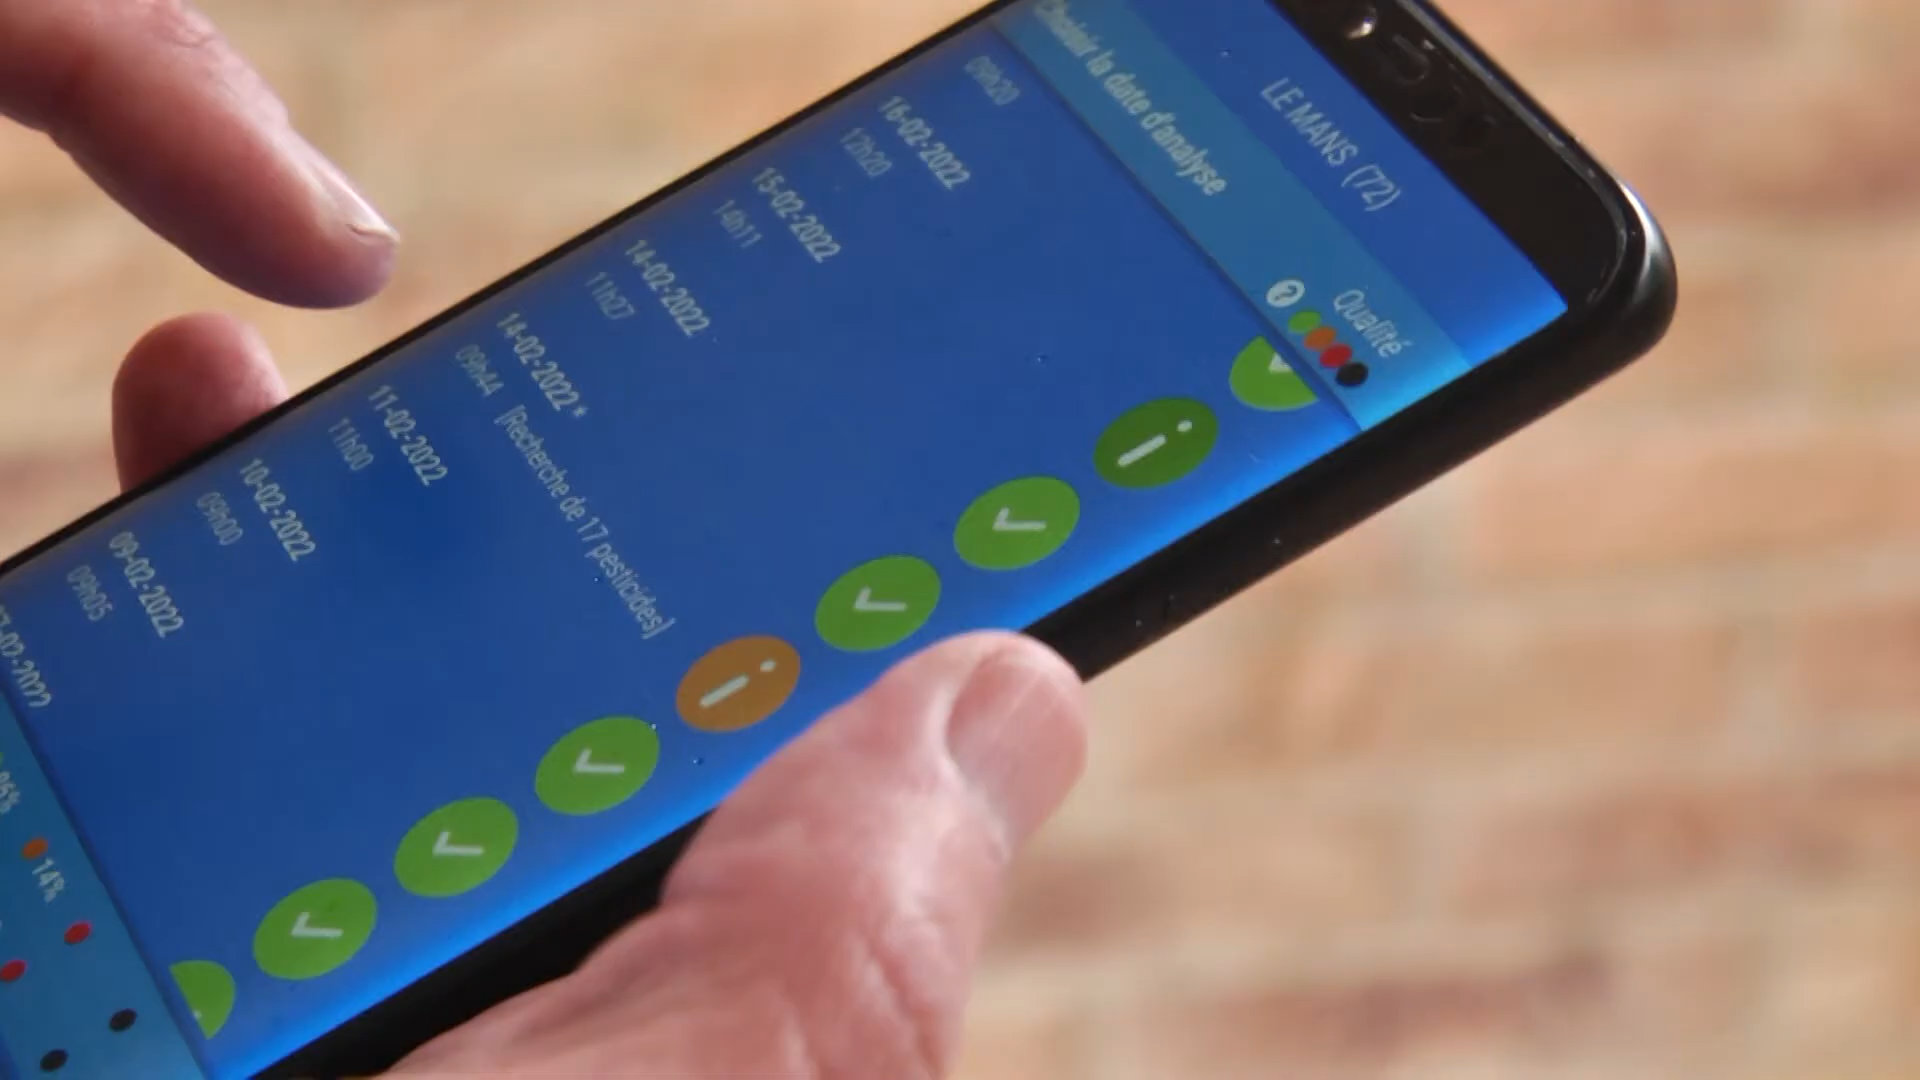 LE MANS (72)
Choisir la date d'analyse
Qualité
?
09h20
16-02-2022
17h20
15-02-2022
14h11
14-02-2022
11h27
14-02-2022*
09h44 [Recherche de 17 pesticides]
11-02-2022
11h00
10-02-2022
09h00
09-02-2022
09h05
14%